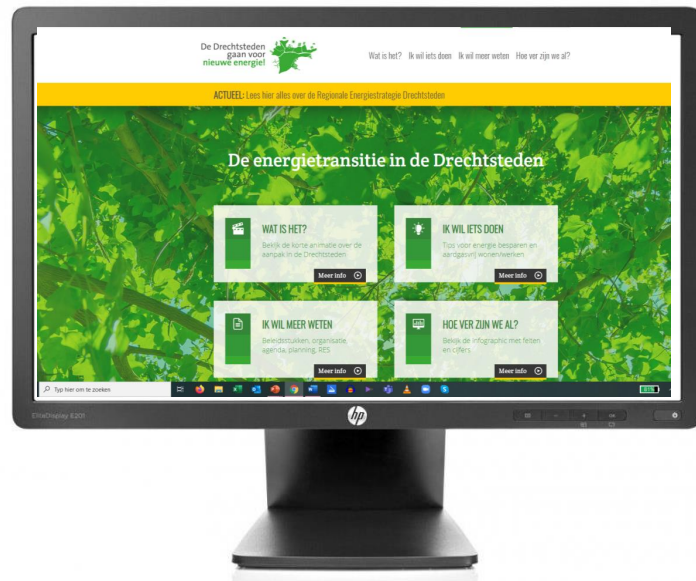 De Drechtsteden
gaan voor
nieuwe energie!
Wat is het? Ik wil iets doen Ik wil meer weten Hoe ver zijn we al?
ACTUEEL: Lees hier alles over de Regionale Energiestrategie Drechtsteden
De energietransitie in de Drechtsteden
WAT IS HET?
Bekijk de korte animatie over de
aanpak in de Drechtsteden
Meer info
IK WIL IETS DOEN
Tips voor energie besparen en
aardgasvrij wonen/werken
Meer info
IK WIL MEER WETEN
Beleidsstukken, organisatie,
agenda, planning, RES
Meer info
HOE VER ZIJN WE AL?
Bekijk de infographic met feiten
en cijfers
Meer info
Typ hier om te zoeken
EliteDisplay E201
hp